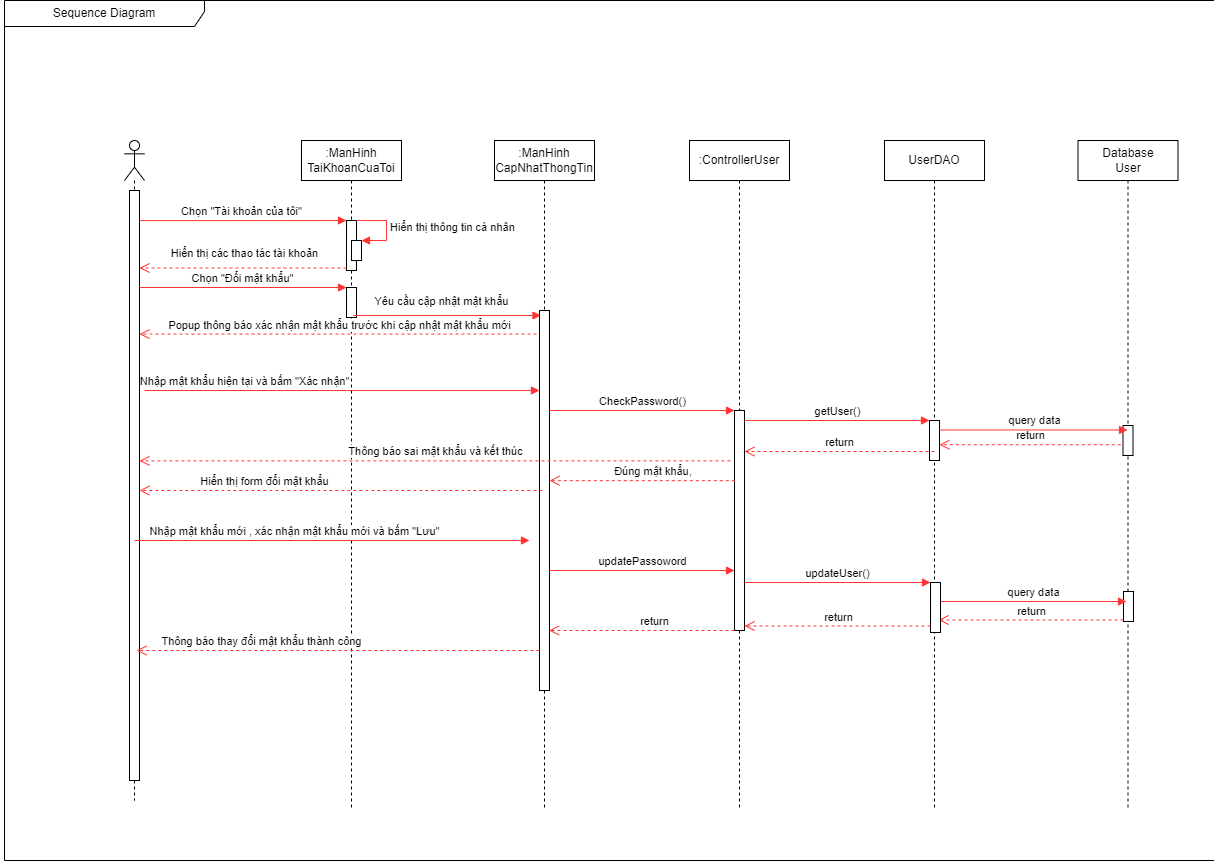 Sequence Diagram
:ManHinh
TaiKhoanCuaToi
:ManHinh
CapNhatThongTin
:ControllerUser
UserDAO
Database
User
Chọn "Tài khoản của tôi"
Hiển thị thông tin cá nhân
Hiển thị các thao tác tài khoản
Chọn "Đổi mật khẩu"
Yêu cầu cập nhật mật khẩu
Popup thông báo xác nhận mật khẩu trước khi cập nhật mật khẩu mới
Nhập mật khẩu hiện tại và bấm "Xác nhận"
CheckPassword()
getUser()
query data
return
return
Thông báo sai mật khẩu và kết thúc
Đúng mật khẩu,
Hiển thị form đổi mật khẩu
Nhập mật khẩu mới , xác nhận mật khẩu mới và bấm "Lưu"
updatePassoword
updateUser()
query data
return
return
return
Thông báo thay đổi mật khẩu thành công